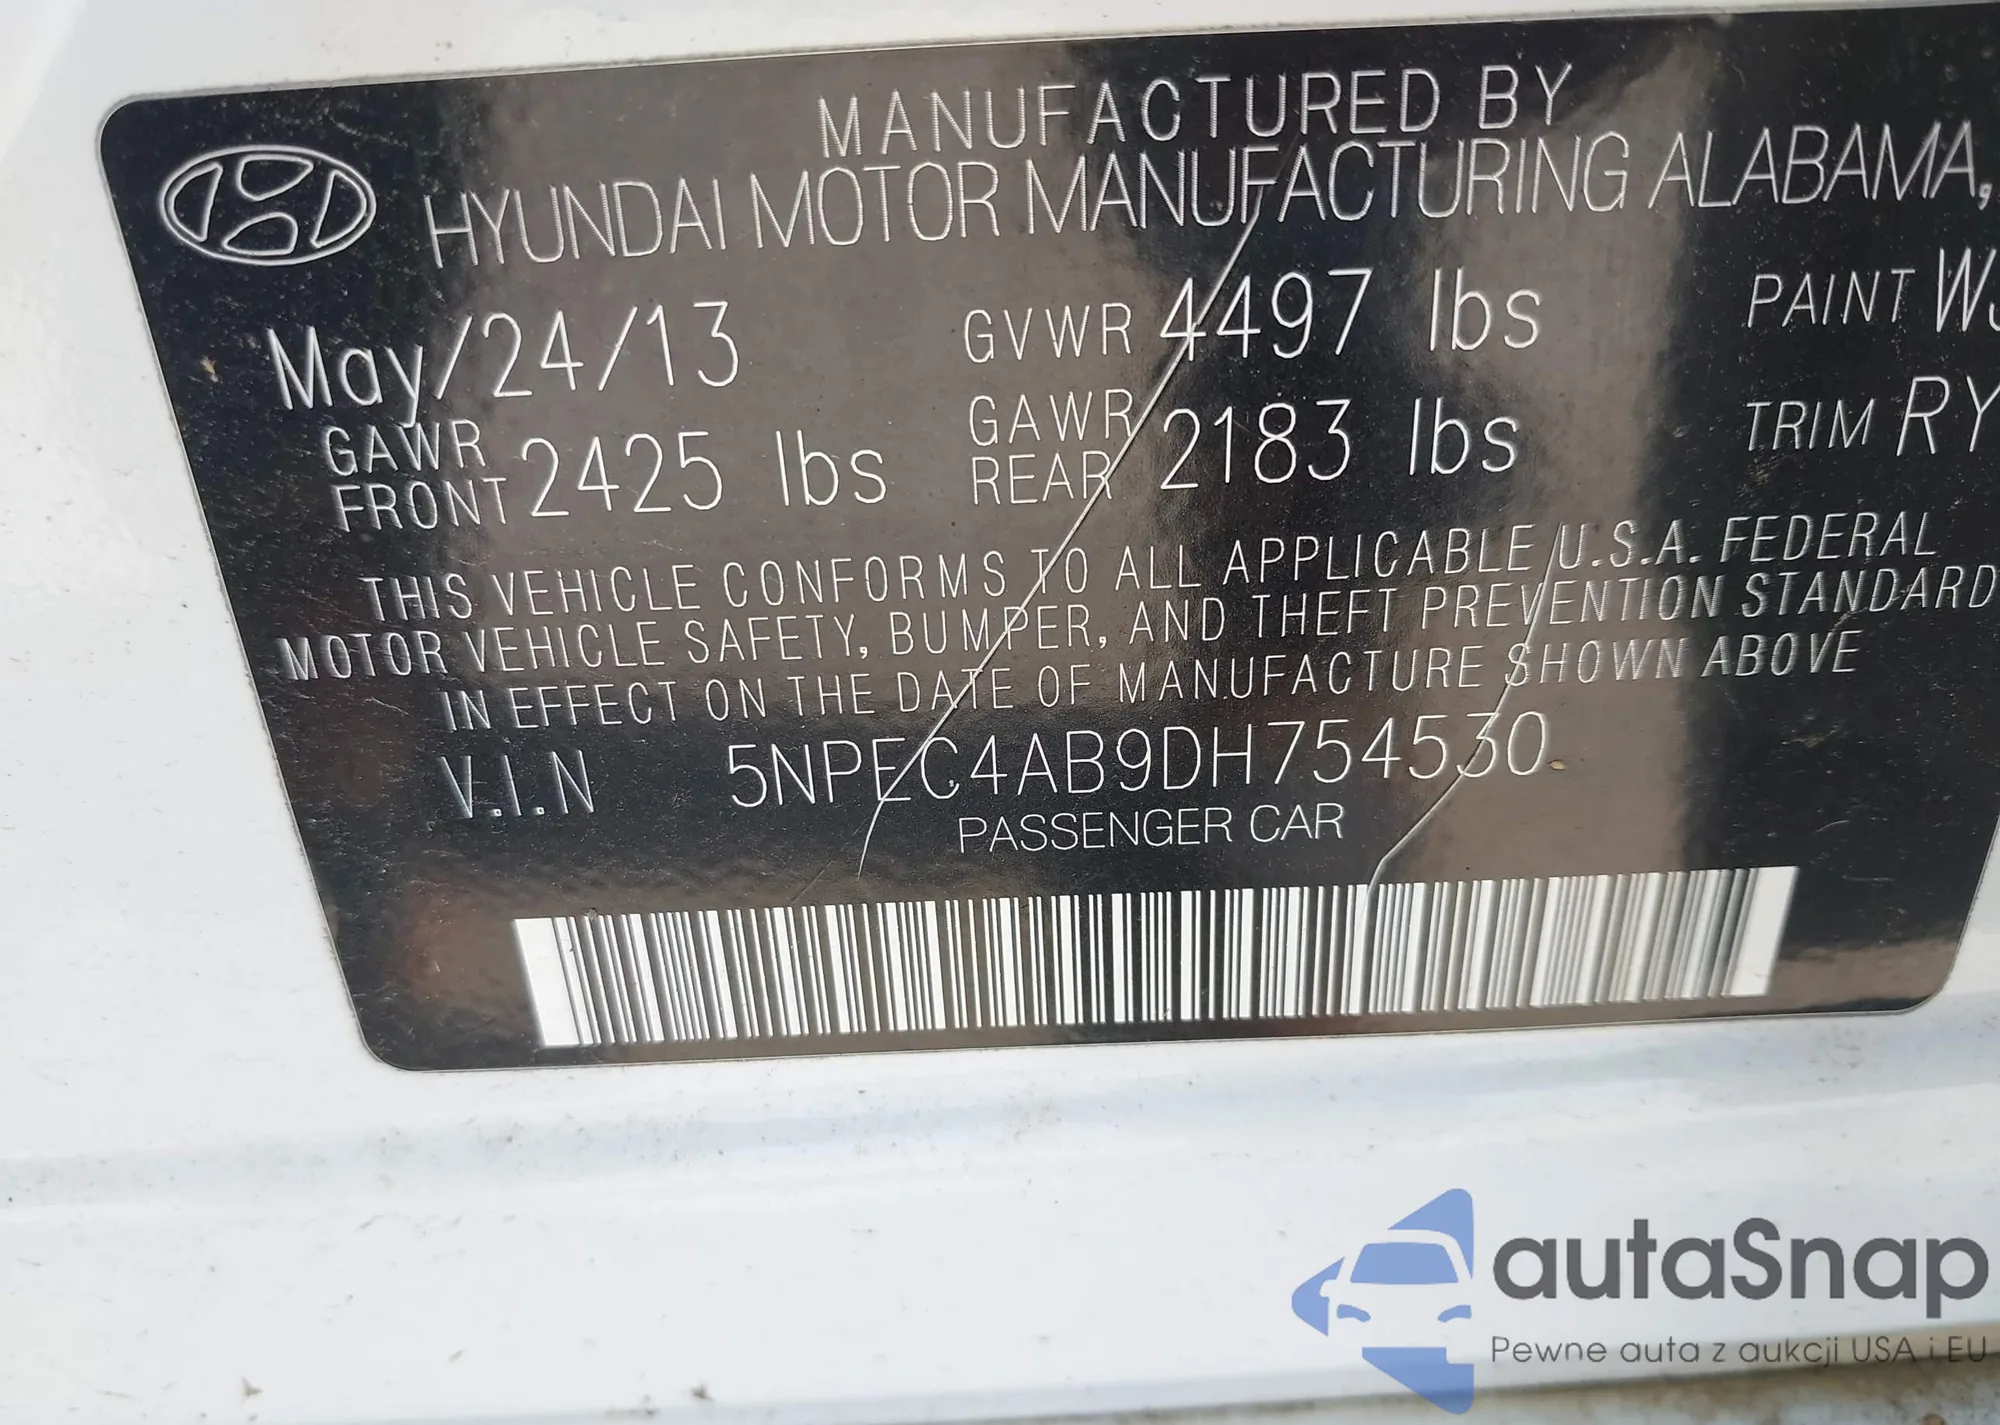 MANUFACTURED BY
HYUNDAI MOTOR MANUFACTURING ALABAMA,
May/24/13 GVWR 4497 lbs PAINT
GAWR FRONT 2425 lbs GAWR REAR 2183 lbs TRIM RY
THIS VEHICLE CONFORMS TO ALL APPLICABLE U.S.A. FEDERAL
MOTOR VEHICLE SAFETY, BUMPER, AND THEFT PREVENTION STANDARD
IN EFFECT ON THE DATE OF MANUFACTURE SHOWN ABOVE
V.I.N 5NPEC4AB9DH754530
PASSENGER CAR
autaSnap
Pewne auta z aukcji USA i EU